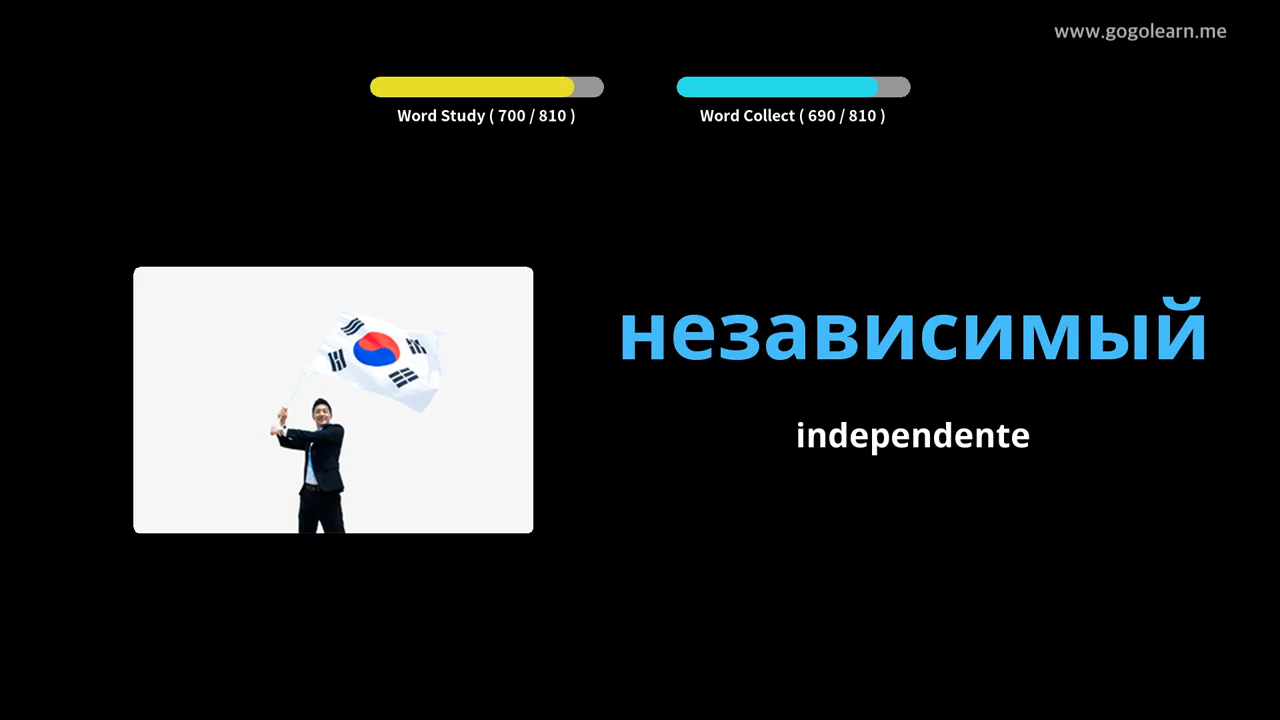 www.gogolearn.me
Word Study ( 700 / 810 )
Word Collect ( 690 / 810 )
независимый
independente